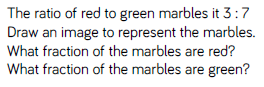 The ratio of red to green marbles it 3 : 7
Draw an image to represent the marbles.
What fraction of the marbles are red?
What fraction of the marbles are green?